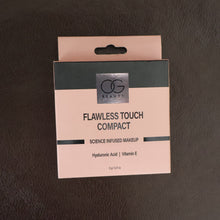 OG
BEAUTY
FLAWLESS TOUCH
COMPACT
SCIENCE INFUSED MAKEUP
Hyaluronic Acid | Vitamin E